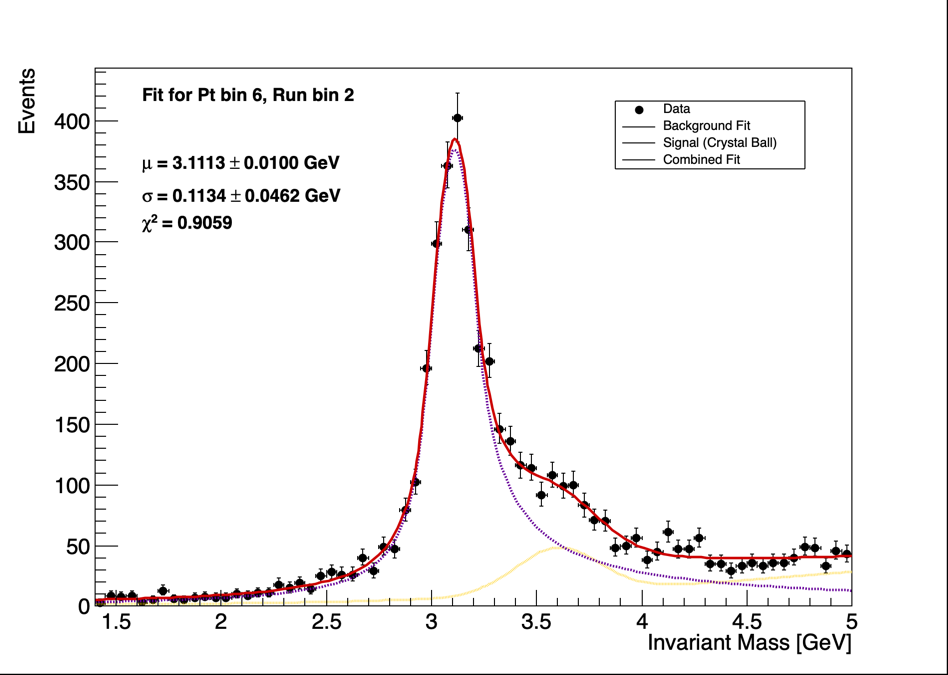 Events
Fit for Pt bin 6, Run bin 2
μ = 3.1113 ± 0.0100 GeV
σ = 0.1134 ± 0.0462 GeV
χ² = 0.9059
Data
Background Fit
Signal (Crystal Ball)
Combined Fit
400
350
300
250
200
150
100
50
0
1.5 2 2.5 3 3.5 4 4.5 5
Invariant Mass [GeV]